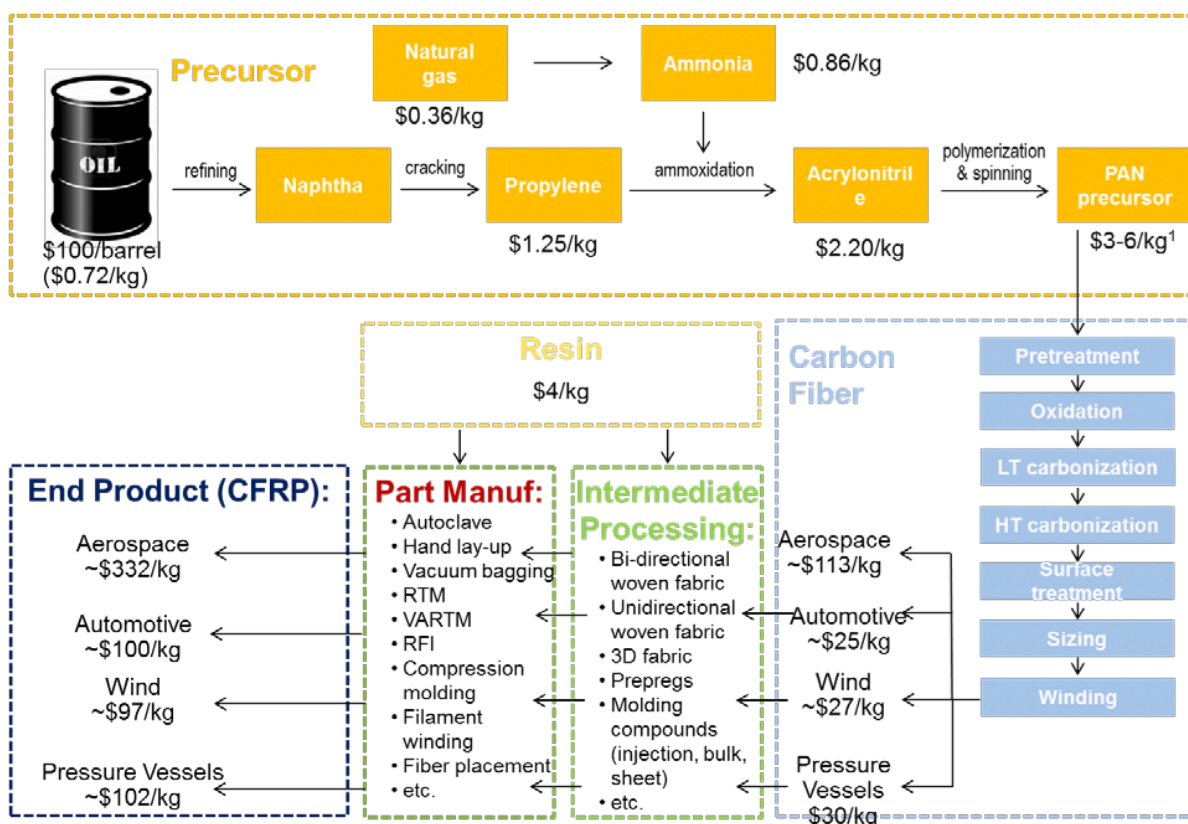 Precursor
Natural
gas
$0.36/kg
Ammonia
$0.86/kg
OIL
$100/barrel
($0.72/kg)
refining
Naphtha
cracking
Propylene
$1.25/kg
ammoxidation
Acrylonitril
e
$2.20/kg
polymerization
& spinning
PAN
precursor
$3-6/kg¹
Resin
$4/kg
Carbon
Fiber
Pretreatment
Oxidation
LT carbonization
HT carbonization
Surface
treatment
Sizing
Winding
Aerospace
~$113/kg
Automotive
~$25/kg
Wind
~$27/kg
Pressure
Vessels
$30/kg
Intermediate
Processing:
• Bi-directional
woven fabric
• Unidirectional
woven fabric
• 3D fabric
• Prepregs
• Molding
compounds
(injection, bulk,
sheet)
• etc.
Part Manuf:
• Autoclave
• Hand lay-up
• Vacuum bagging
• RTM
• VARTM
• RFI
• Compression
molding
• Filament
winding
• Fiber placement
• etc.
End Product (CFRP):
Aerospace
~$332/kg
Automotive
~$100/kg
Wind
~$97/kg
Pressure Vessels
~$102/kg